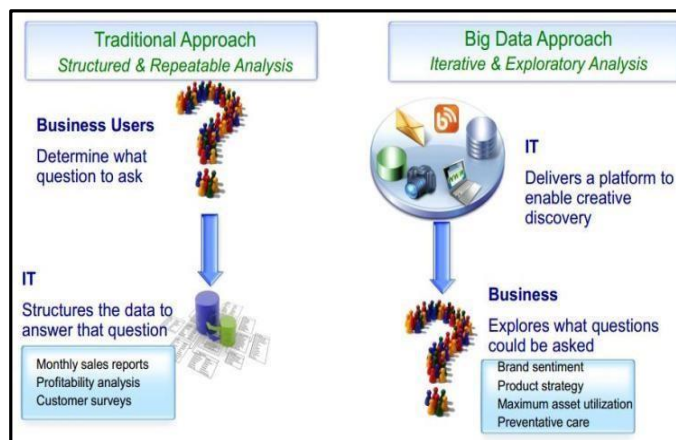 Traditional Approach
Structured & Repeatable Analysis
Business Users
Determine what
question to ask
IT
Structures the data to
answer that question
Monthly sales reports
Profitability analysis
Customer surveys
Big Data Approach
Iterative & Exploratory Analysis
IT
Delivers a platform to
enable creative
discovery
Business
Explores what questions
could be asked
Brand sentiment
Product strategy
Maximum asset utilization
Preventative care